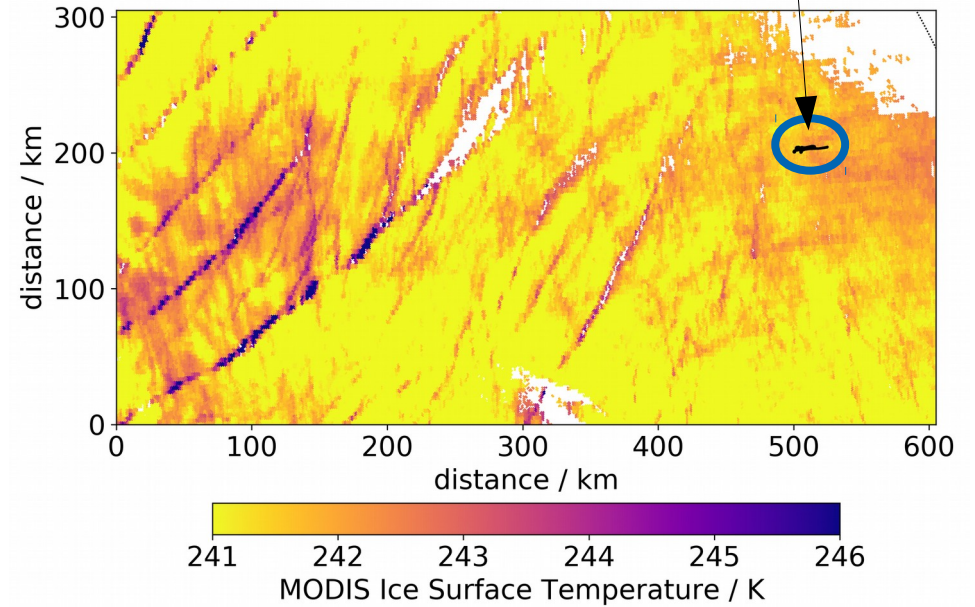 300
200
100
0
distance / km
0 100 200 300 400 500 600
distance / km
241 242 243 244 245 246
MODIS Ice Surface Temperature / K